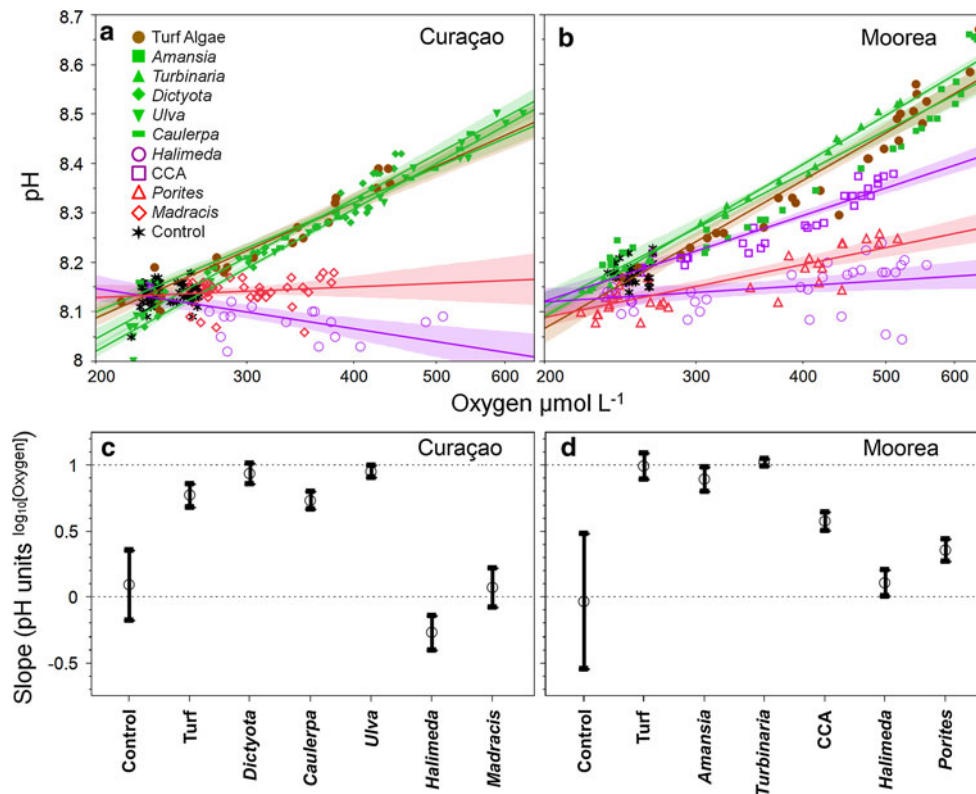 a
Curaçao
Turf Algae
Amansia
Turbinaria
Dictyota
Ulva
Caulerpa
Halimeda
CCA
Porites
Madracis
Control
b
Moorea
pH
8.7
8.6
8.5
8.4
8.3
8.2
8.1
8
200
300
400
500
600
200
300
400
500
600
Oxygen µmol L-1
c
Curaçao
d
Moorea
Slope (pH units log10[Oxygen])
1
0.5
0
-0.5
Control
Turf
Dictyota
Caulerpa
Ulva
Halimeda
Madracis
Control
Turf
Amansia
Turbinaria
CCA
Halimeda
Porites